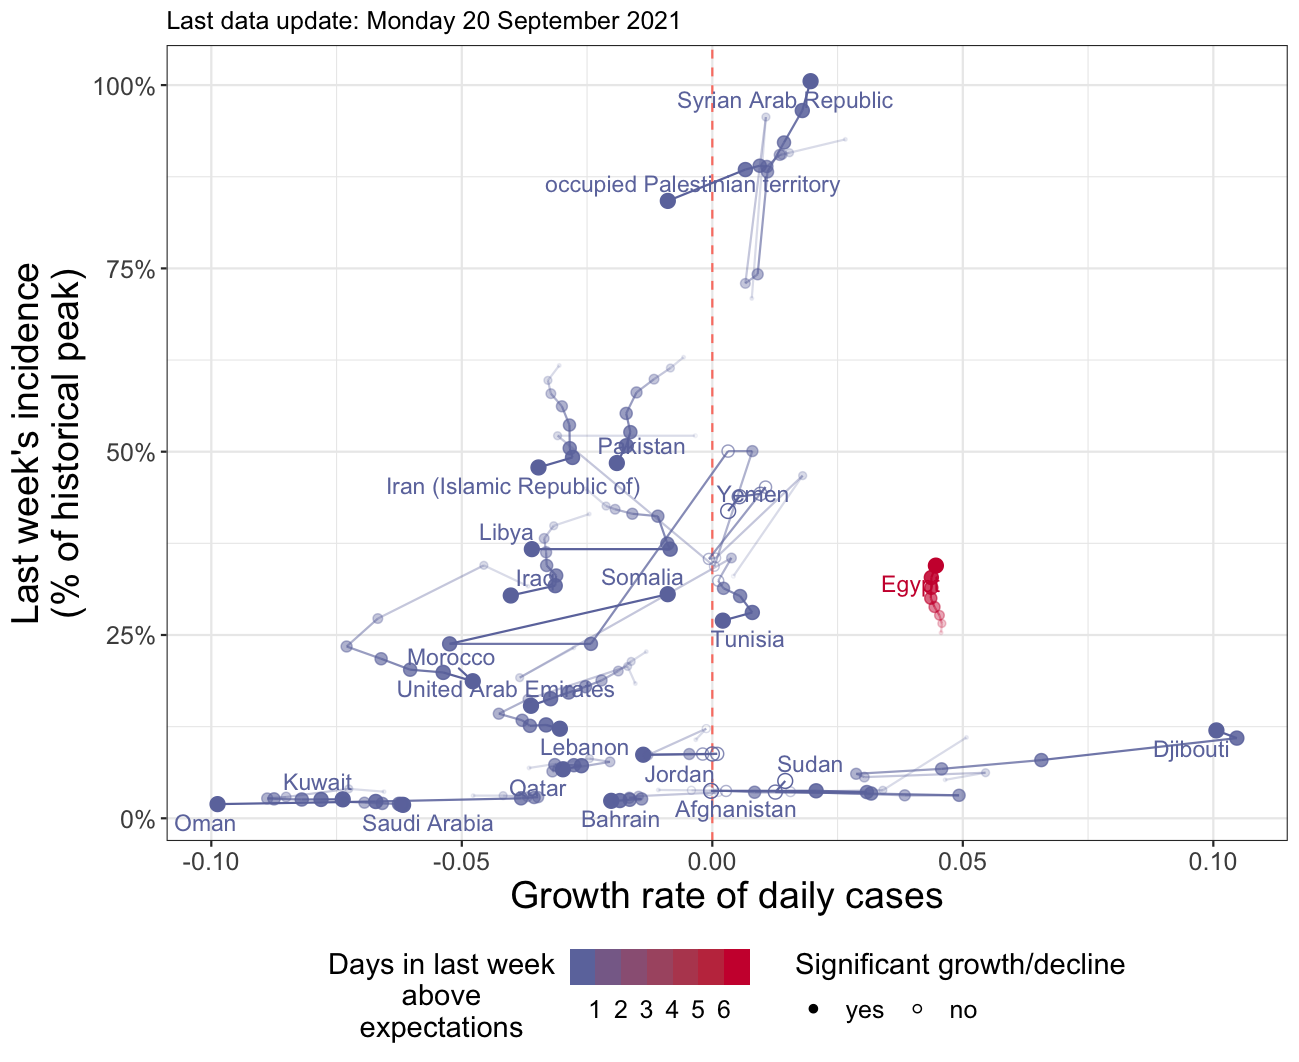 Last data update: Monday 20 September 2021
Last week's incidence
(% of historical peak)
100%
75%
50%
25%
0%
Syrian Arab Republic
occupied Palestinian territory
Pakistan
Iran (Islamic Republic of)
Yemen
Libya
Iraq
Somalia
Egypt
Tunisia
Morocco
United Arab Emirates
Lebanon
Djibouti
Sudan
Jordan
Kuwait
Qatar
Afghanistan
Oman
Saudi Arabia
Bahrain
-0.10
-0.05
0.00
0.05
0.10
Growth rate of daily cases
Days in last week
above
expectations
1 2 3 4 5 6
Significant growth/decline
yes
no